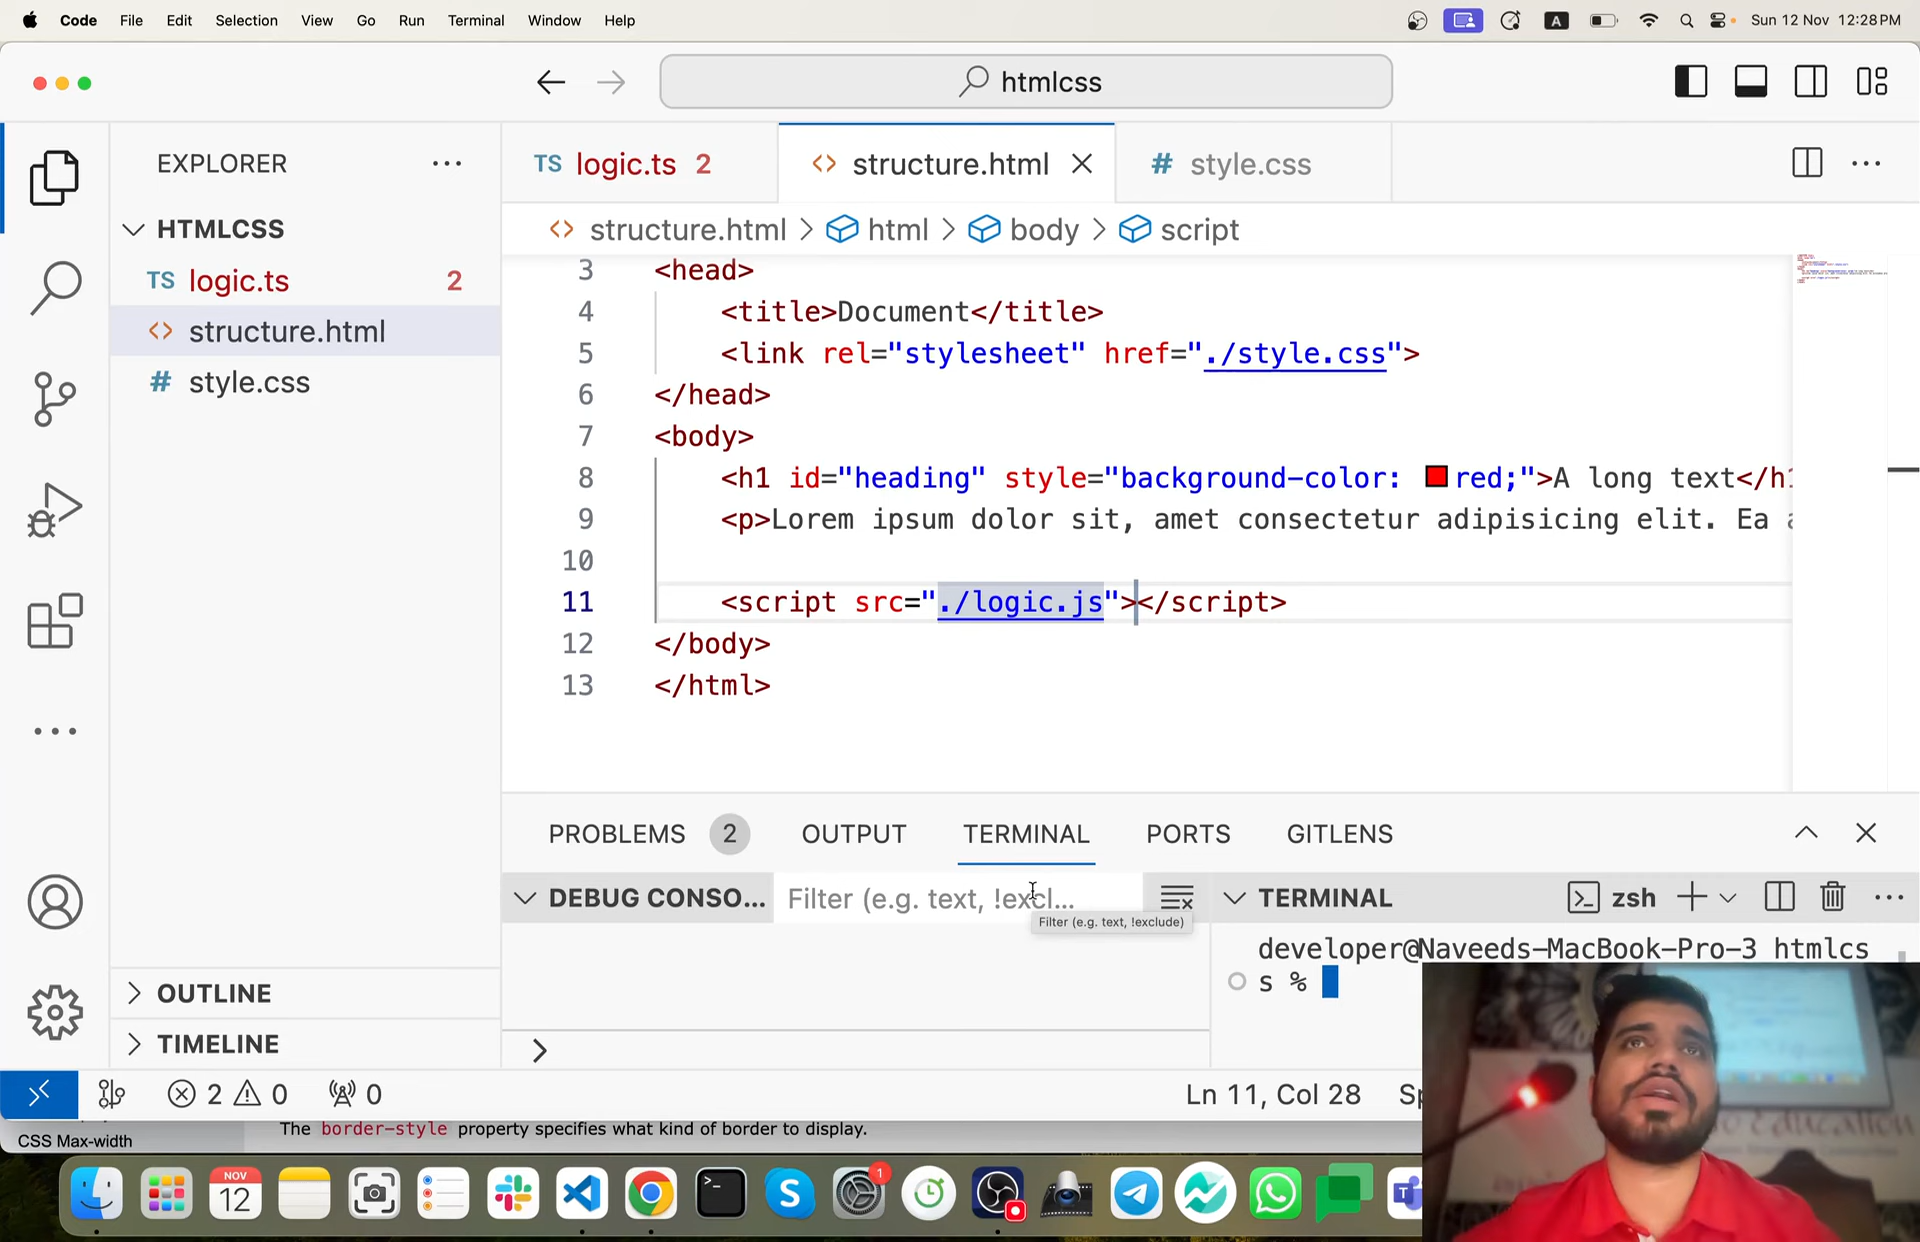 Code File Edit Selection View Go Run Terminal Window Help
A Sun 12 Nov 12:28 PM
htmlcss
EXPLORER
HTMLCSS
TS logic.ts 2
<> structure.html
# style.css
OUTLINE
TIMELINE
TS logic.ts 2
<> structure.html
# style.css
<> structure.html > html > body > script
3 <head>
4 <title>Document</title>
5 <link rel="stylesheet" href="./style.css">
6 </head>
7 <body>
8 <h1 id="heading" style="background-color: red;">A long text</h1
9 <p>Lorem ipsum dolor sit, amet consectetur adipisicing elit. Ea a
10
11 <script src="./logic.js"></script>
12 </body>
13 </html>
PROBLEMS 2 OUTPUT TERMINAL PORTS GITLENS
DEBUG CONSO... Filter (e.g. text, !excl...
Filter (e.g. text, !exclude)
TERMINAL zsh
developer@Naveeds-MacBook-Pro-3 htmlcs
s %
>
2 0 0
Ln 11, Col 28 Sp
CSS Max-width
The border-style property specifies what kind of border to display.
NOV
12
S
1
T